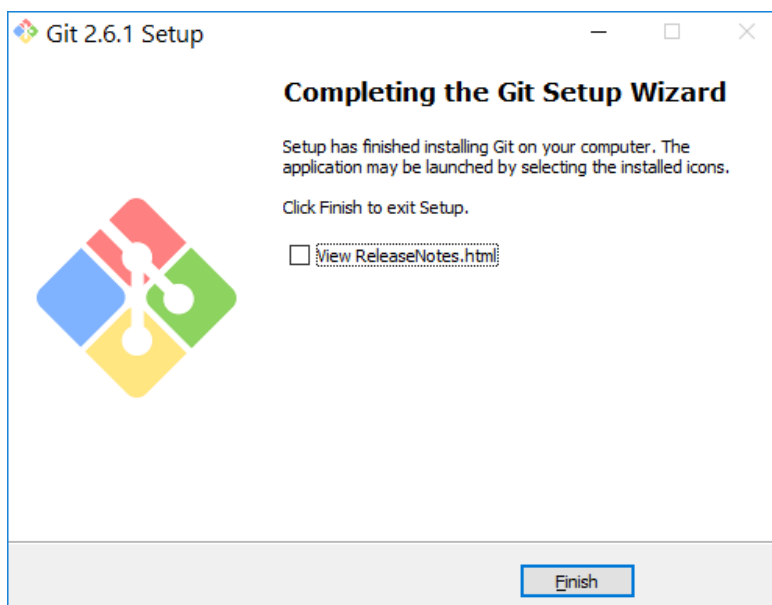 Git 2.6.1 Setup
Completing the Git Setup Wizard
Setup has finished installing Git on your computer. The
application may be launched by selecting the installed icons.
Click Finish to exit Setup.
View ReleaseNotes.html
Finish